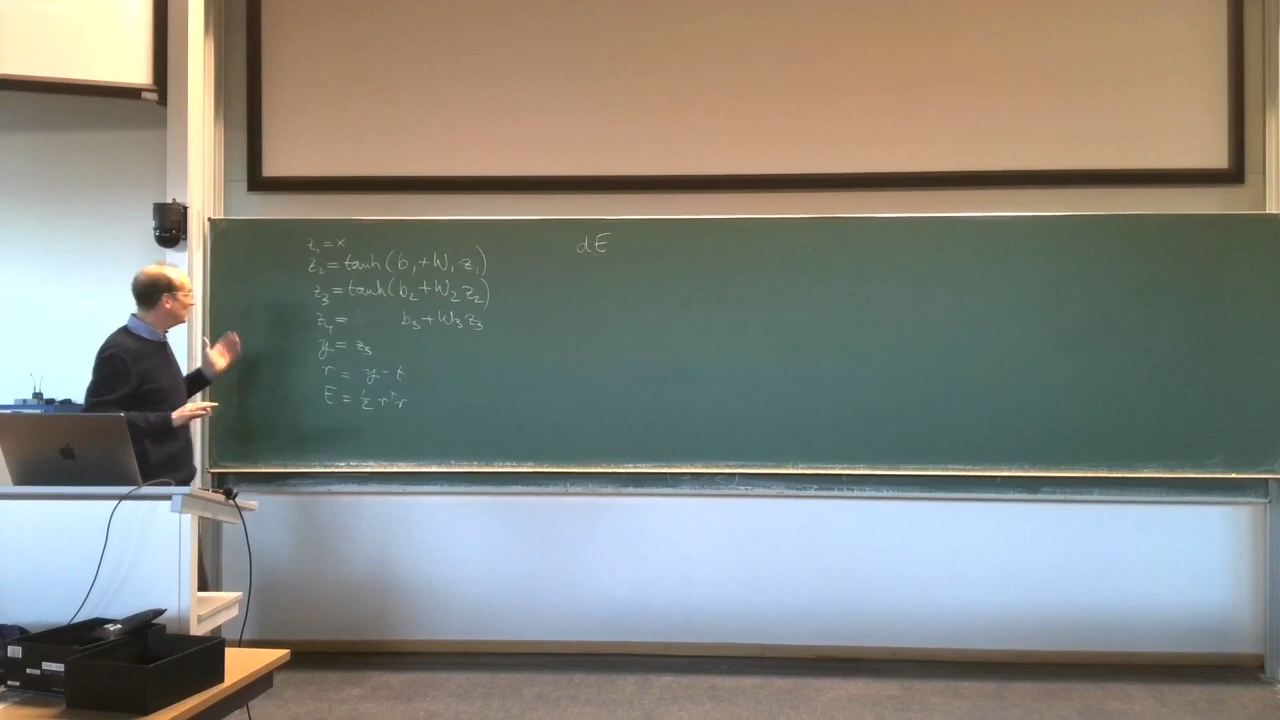 z₁ = x
z₂ = tanh(b₁ + W₁ z₁)
z₃ = tanh(b₂ + W₂ z₂)
z₄ = b₃ + W₃ z₃
y = z₃
r = y - t
E = ½ rᵀr
dE